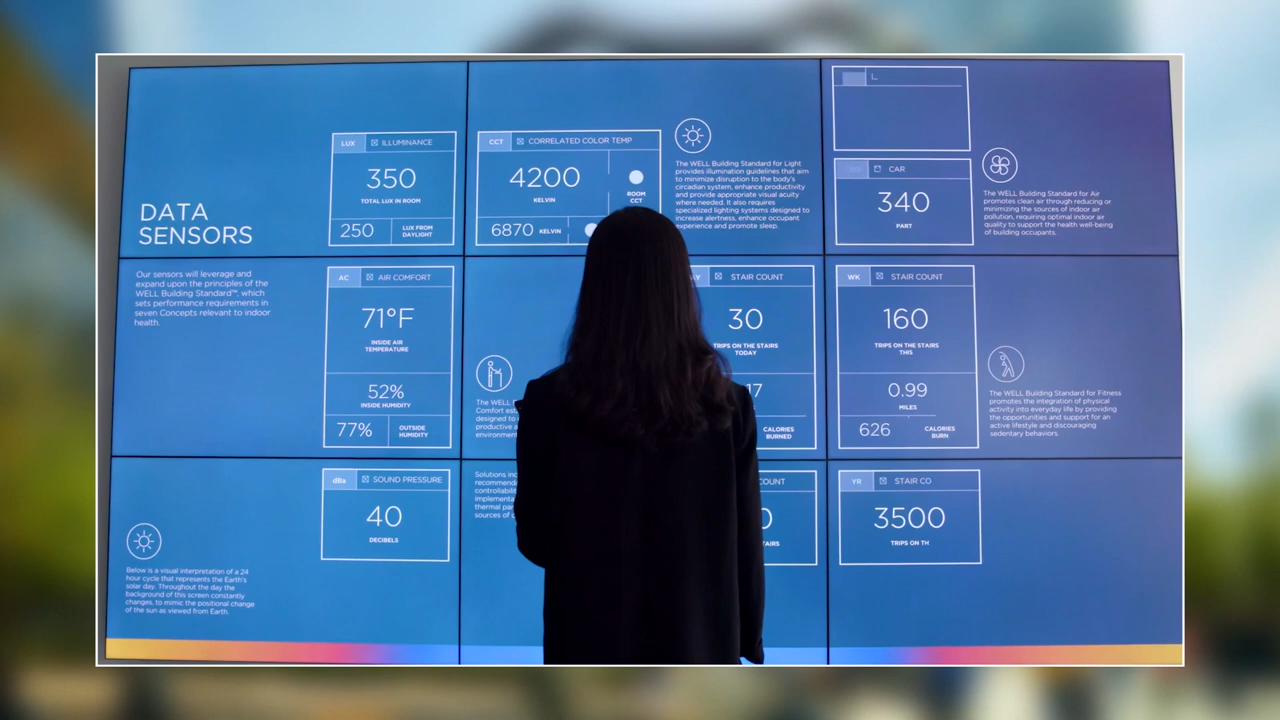 DATA
SENSORS
Our sensors will leverage and
expand upon the principles of the
WELL Building Standard™, which
sets performance requirements in
seven Concepts relevant to indoor
health.
Below is a visual interpretation of a 24
hour cycle that represents the Earth's
solar day. Throughout the day the
background of this screen constantly
changes, to mimic the positional change
of the sun as viewed from Earth.
LUX ILLUMINANCE
350
TOTAL LUX IN ROOM
250 LUX FROM
DAYLIGHT
AC AIR COMFORT
71°F
INSIDE AIR
TEMPERATURE
52%
INSIDE HUMIDITY
77% OUTSIDE
HUMIDITY
dBa SOUND PRESSURE
40
DECIBELS
CCT CORRELATED COLOR TEMP
4200
KELVIN
ROOM
CCT
6870 KELVIN
The WELL Building Standard for Light
provides illumination guidelines that aim
to minimize disruption to the body's
circadian system, enhance productivity
and provide appropriate visual acuity
where needed. It also requires
specialized lighting systems designed to
increase alertness, enhance occupant
experience and promote sleep.
The WELL
Comfort
designed to
productive
Solutions
STAIR COUNT
30
TRIPS ON THE STAIRS
TODAY
17
CALORIES
BURNED
CAR
340
PART
The WELL Building Standard for Air
promotes clean air through reducing or
minimizing the sources of indoor air
pollution, requiring optimal indoor air
quality to support the health well-being
of building occupants.
WK STAIR COUNT
160
TRIPS ON THE STAIRS
THIS
0.99
MILES
626 CALORIES
BURN
The WELL Building Standard for Fitness
promotes the integration of physical
activity into everyday life by providing
the opportunities and support for an
active lifestyle and discouraging
sedentary behaviors.
YR STAIR CO
3500
TRIPS ON TH